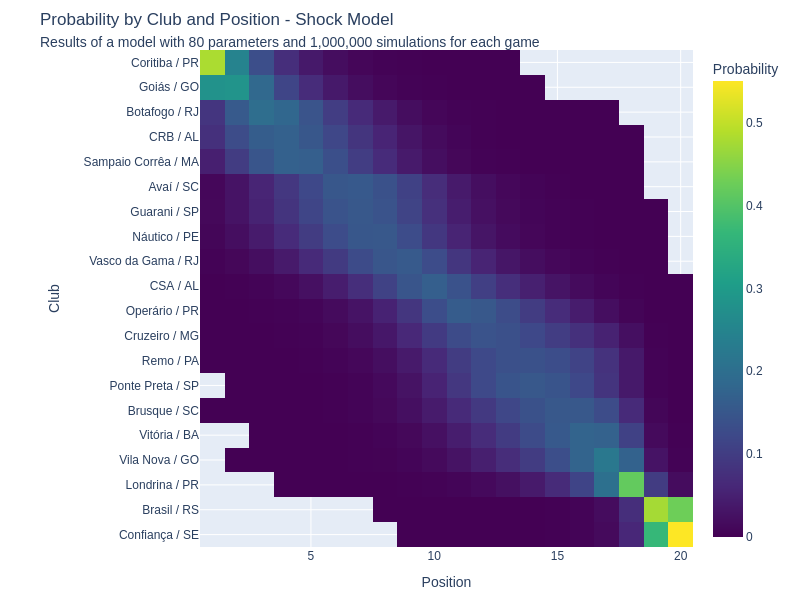 Probability by Club and Position - Shock Model
Results of a model with 80 parameters and 1,000,000 simulations for each game
Probability
Club
Coritiba / PR
Goiás / GO
Botafogo / RJ
CRB / AL
Sampaio Corrêa / MA
Avaí / SC
Guarani / SP
Náutico / PE
Vasco da Gama / RJ
CSA / AL
Operário / PR
Cruzeiro / MG
Remo / PA
Ponte Preta / SP
Brusque / SC
Vitória / BA
Vila Nova / GO
Londrina / PR
Brasil / RS
Confiança / SE
0.5
0.4
0.3
0.2
0.1
0
5 10 15 20
Position